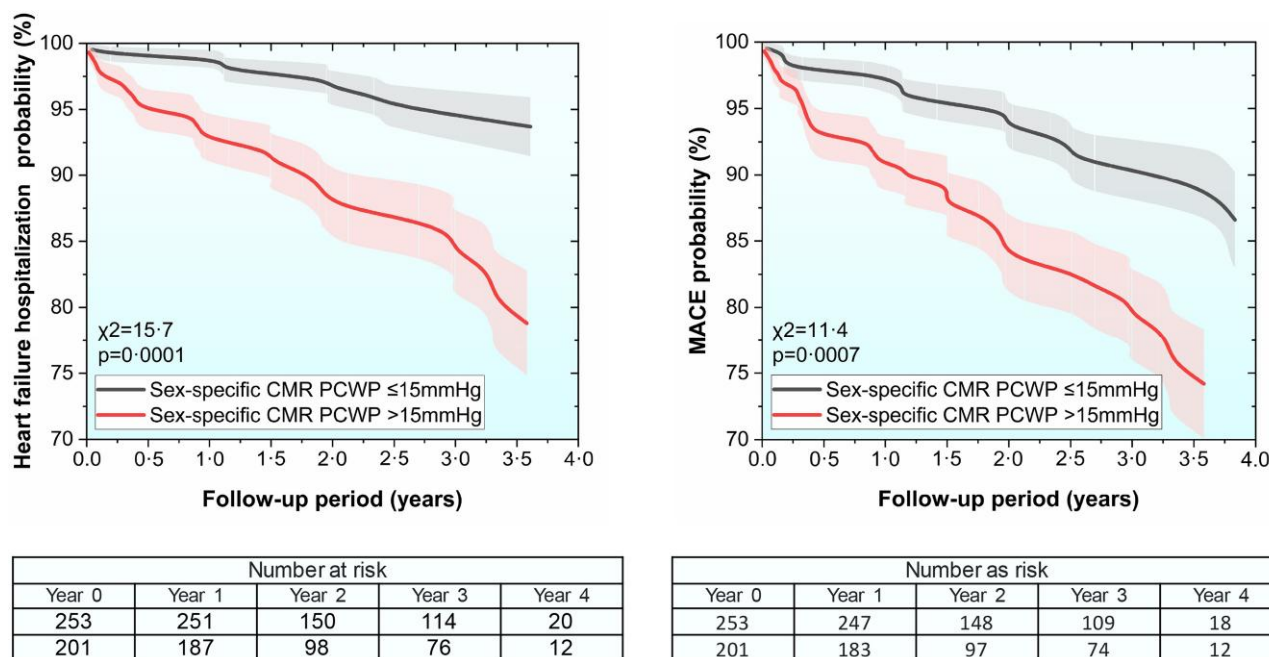 Heart failure hospitalization probability (%)
100
95
90
85
80
75
70
χ2=15·7
p=0·0001
Sex-specific CMR PCWP ≤15mmHg
Sex-specific CMR PCWP >15mmHg
0.0 0·5 1·0 1·5 2·0 2·5 3·0 3·5 4·0
Follow-up period (years)
Number at risk
Year 0 Year 1 Year 2 Year 3 Year 4
253 251 150 114 20
201 187 98 76 12
MACE probability (%)
100
95
90
85
80
75
70
χ2=11·4
p=0·0007
Sex-specific CMR PCWP ≤15mmHg
Sex-specific CMR PCWP >15mmHg
0.0 0·5 1·0 1·5 2·0 2·5 3·0 3·5 4.0
Follow-up period (years)
Number as risk
Year 0 Year 1 Year 2 Year 3 Year 4
253 247 148 109 18
201 183 97 74 12